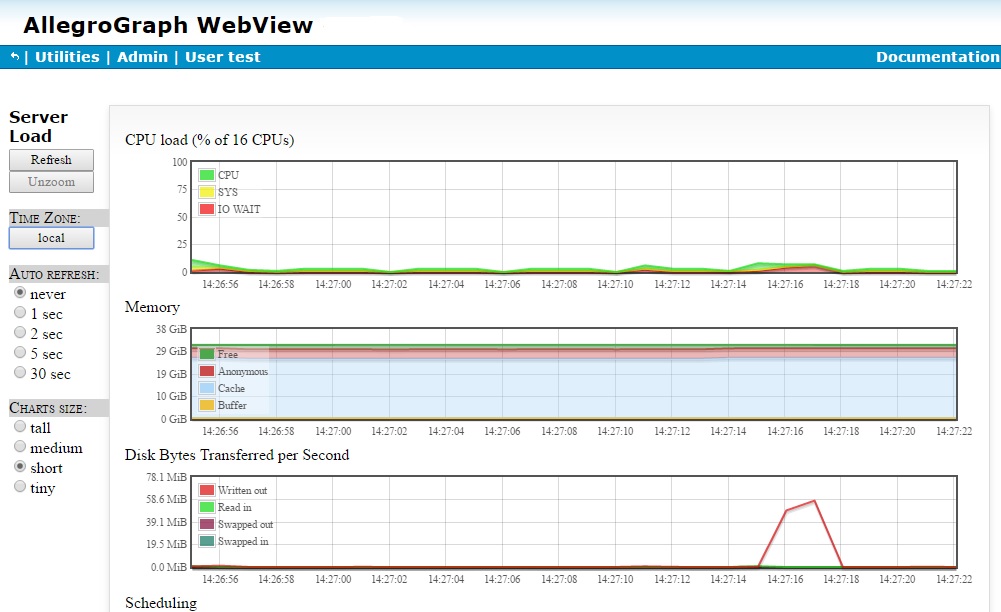 AllegroGraph WebView
| Utilities | Admin | User test
Documentation
Server
Load
Refresh
Unzoom
TIME ZONE:
local
AUTO REFRESH:
never
1 sec
2 sec
5 sec
30 sec
CHARTS SIZE:
tall
medium
short
tiny
CPU load (% of 16 CPUs)
100
75
50
25
0
CPU
SYS
IO WAIT
14:26:56 14:26:58 14:27:00 14:27:02 14:27:04 14:27:06 14:27:08 14:27:10 14:27:12 14:27:14 14:27:16 14:27:18 14:27:20 14:27:22
Memory
38 GiB
29 GiB
19 GiB
10 GiB
0 GiB
Free
Anonymous
Cache
Buffer
14:26:56 14:26:58 14:27:00 14:27:02 14:27:04 14:27:06 14:27:08 14:27:10 14:27:12 14:27:14 14:27:16 14:27:18 14:27:20 14:27:22
Disk Bytes Transferred per Second
78.1 MiB
58.6 MiB
39.1 MiB
19.5 MiB
0.0 MiB
Written out
Read in
Swapped out
Swapped in
14:26:56 14:26:58 14:27:00 14:27:02 14:27:04 14:27:06 14:27:08 14:27:10 14:27:12 14:27:14 14:27:16 14:27:18 14:27:20 14:27:22
Scheduling